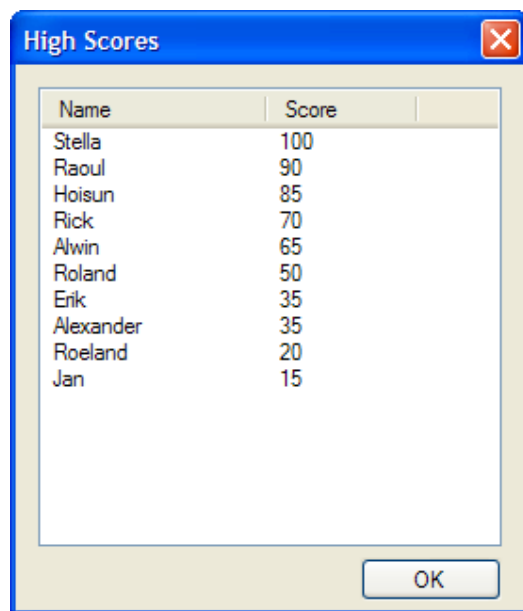 High Scores
Name Score
Stella 100
Raoul 90
Hoisun 85
Rick 70
Alwin 65
Roland 50
Erik 35
Alexander 35
Roeland 20
Jan 15
OK